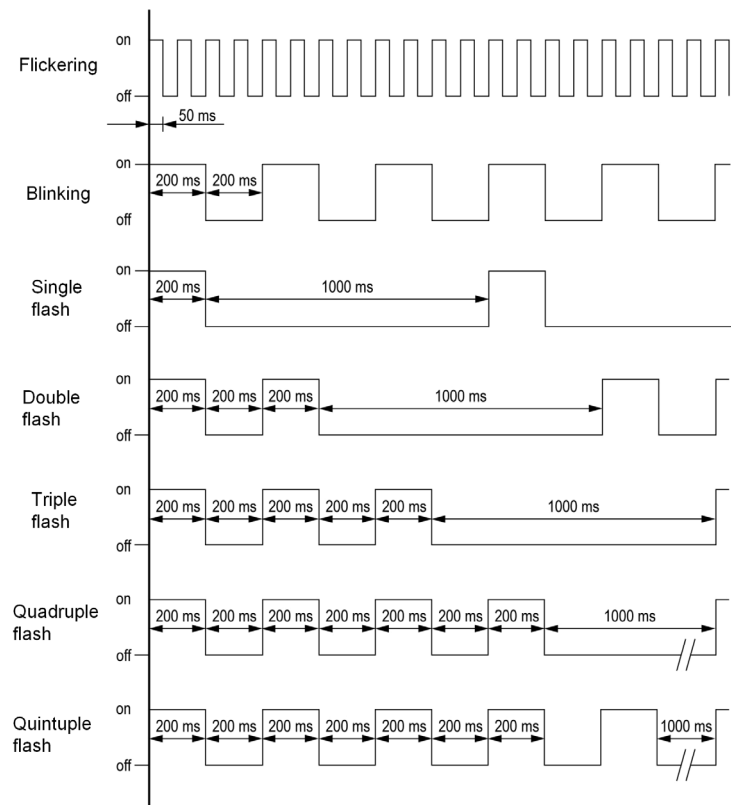 on
Flickering
off
50 ms
on
200 ms 200 ms
Blinking
off
on
Single
flash
200 ms 1000 ms
off
on
Double
flash
200 ms 200 ms 200 ms 1000 ms
off
on
Triple
flash
200 ms 200 ms 200 ms 200 ms 200 ms 1000 ms
off
on
Quadruple
flash
200 ms 200 ms 200 ms 200 ms 200 ms 200 ms 200 ms 1000 ms
off
on
Quintuple
flash
200 ms 200 ms 200 ms 200 ms 200 ms 200 ms 200 ms 1000 ms
off